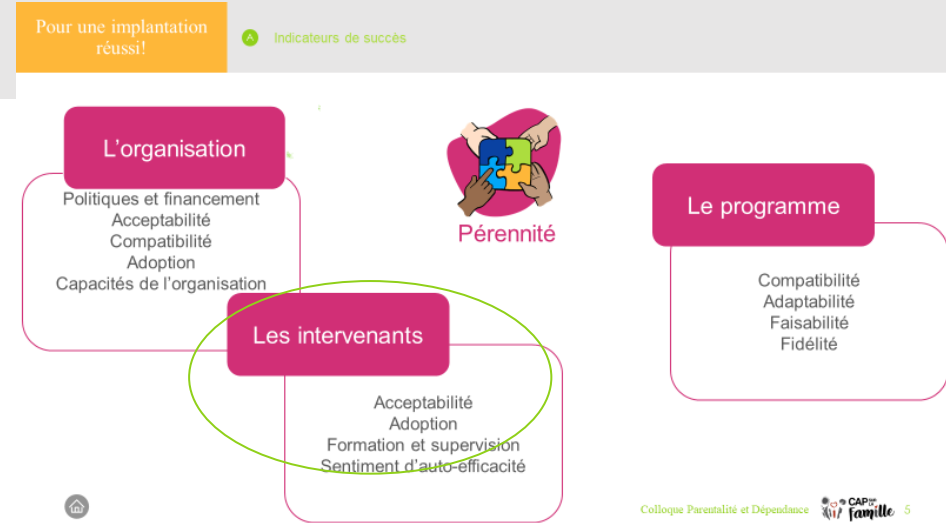 Pour une implantation
réussi!
A Indicateurs de succès
L'organisation
Politiques et financement
Acceptabilité
Compatibilité
Adoption
Capacités de l'organisation
Pérennité
Le programme
Compatibilité
Adaptabilité
Faisabilité
Fidélité
Les intervenants
Acceptabilité
Adoption
Formation et supervision
Sentiment d'auto-efficacité
Colloque Parentalité et Dépendance
CAP SUR LA
famille
5